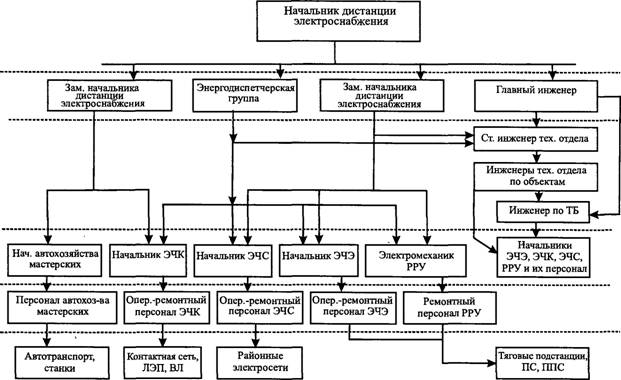 Начальник дистанции
электроснабжения
Зам. начальника
дистанции
электроснабжения
Энергодиспетчерская
группа
Зам. начальника
дистанции
электроснабжения
Главный инженер
Ст. инженер тех. отдела
Инженеры тех. отдела
по объектам
Инженер по ТБ
Нач. автохозяйства
мастерских
Начальник ЭЧК
Начальник ЭЧС
Начальник ЭЧЭ
Электромеханик
РРУ
Начальники
ЭЧЭ, ЭЧК, ЭЧС,
РРУ и их персонал
Персонал автохоз-ва
мастерских
Опер.-ремонтный
персонал ЭЧК
Опер.-ремонтный
персонал ЭЧС
Опер.-ремонтный
персонал ЭЧЭ
Ремонтный
персонал РРУ
Автотранспорт,
станки
Контактная сеть,
ЛЭП, ВЛ
Районные
электросети
Тяговые подстанции,
ПС, ППС